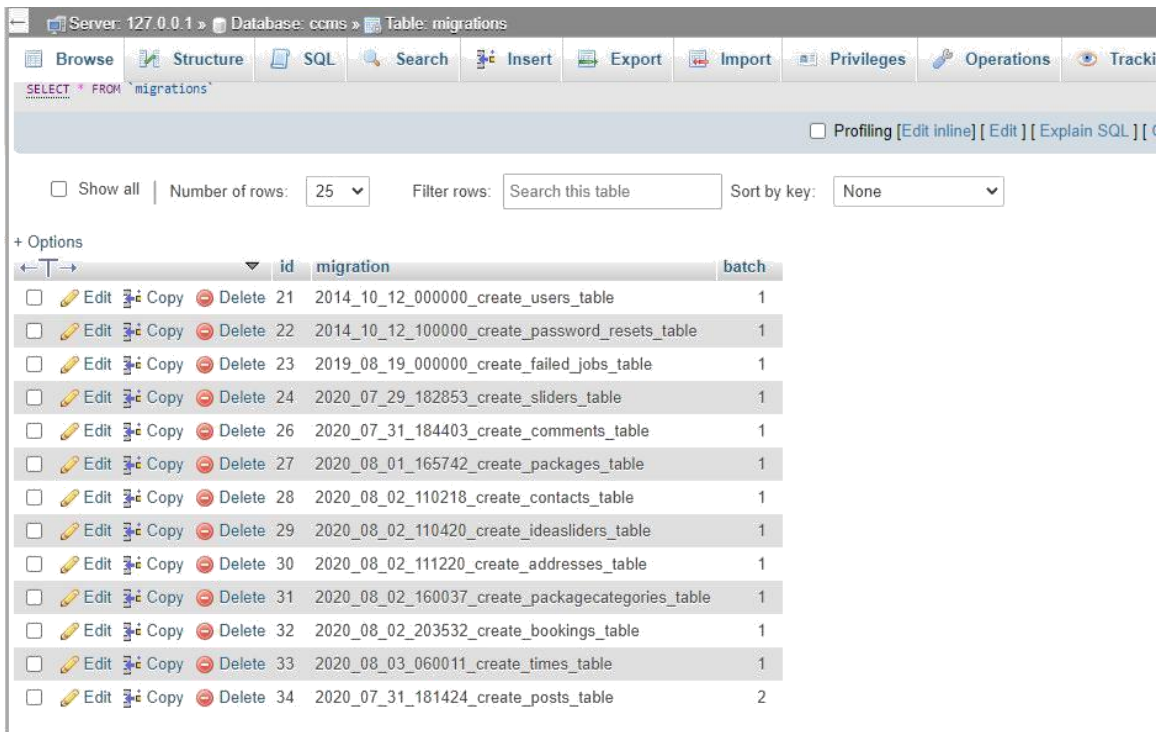 ← Server: 127.0.0.1 » Database: ccms » Table: migrations
Browse Structure SQL Search Insert Export Import Privileges Operations Tracki
SELECT * FROM `migrations`
Profiling [Edit inline] [ Edit ] [ Explain SQL ] [
Show all | Number of rows: 25 Filter rows: Search this table Sort by key: None
+ Options
←T→ id migration batch
Edit Copy Delete 21 2014_10_12_000000_create_users_table 1
Edit Copy Delete 22 2014_10_12_100000_create_password_resets_table 1
Edit Copy Delete 23 2019_08_19_000000_create_failed_jobs_table 1
Edit Copy Delete 24 2020_07_29_182853_create_sliders_table 1
Edit Copy Delete 26 2020_07_31_184403_create_comments_table 1
Edit Copy Delete 27 2020_08_01_165742_create_packages_table 1
Edit Copy Delete 28 2020_08_02_110218_create_contacts_table 1
Edit Copy Delete 29 2020_08_02_110420_create_ideasliders_table 1
Edit Copy Delete 30 2020_08_02_111220_create_addresses_table 1
Edit Copy Delete 31 2020_08_02_160037_create_packagecategories_table 1
Edit Copy Delete 32 2020_08_02_203532_create_bookings_table 1
Edit Copy Delete 33 2020_08_03_060011_create_times_table 1
Edit Copy Delete 34 2020_07_31_181424_create_posts_table 2